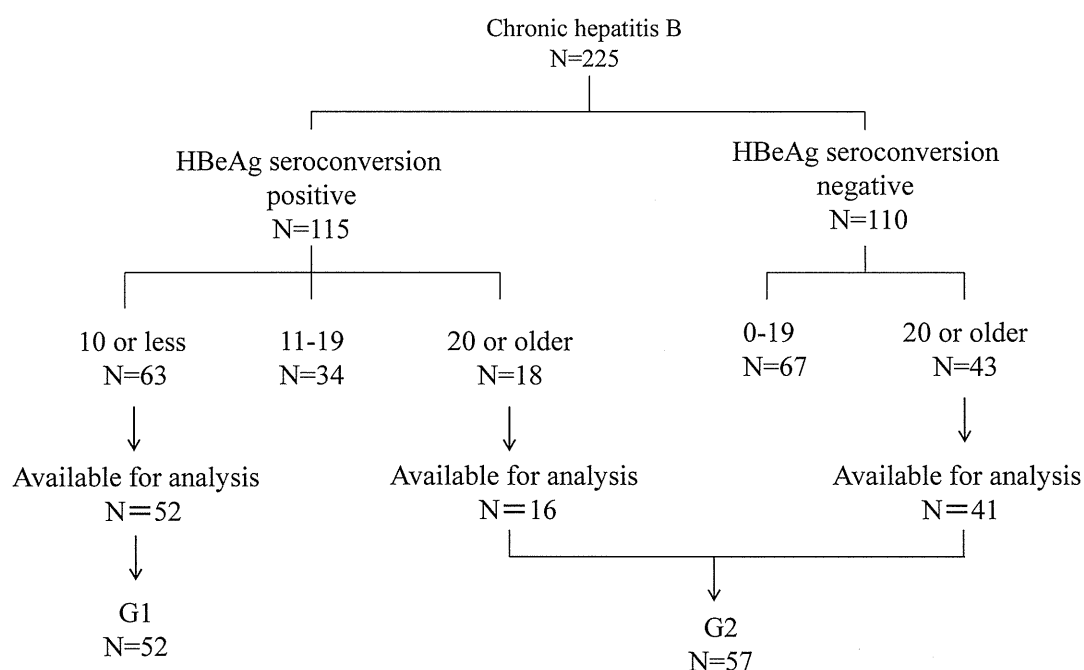 Chronic hepatitis B
N=225
HBeAg seroconversion
positive
N=115
HBeAg seroconversion
negative
N=110
10 or less
N=63
11-19
N=34
20 or older
N=18
0-19
N=67
20 or older
N=43
Available for analysis
N=52
Available for analysis
N=16
Available for analysis
N=41
G1
N=52
G2
N=57